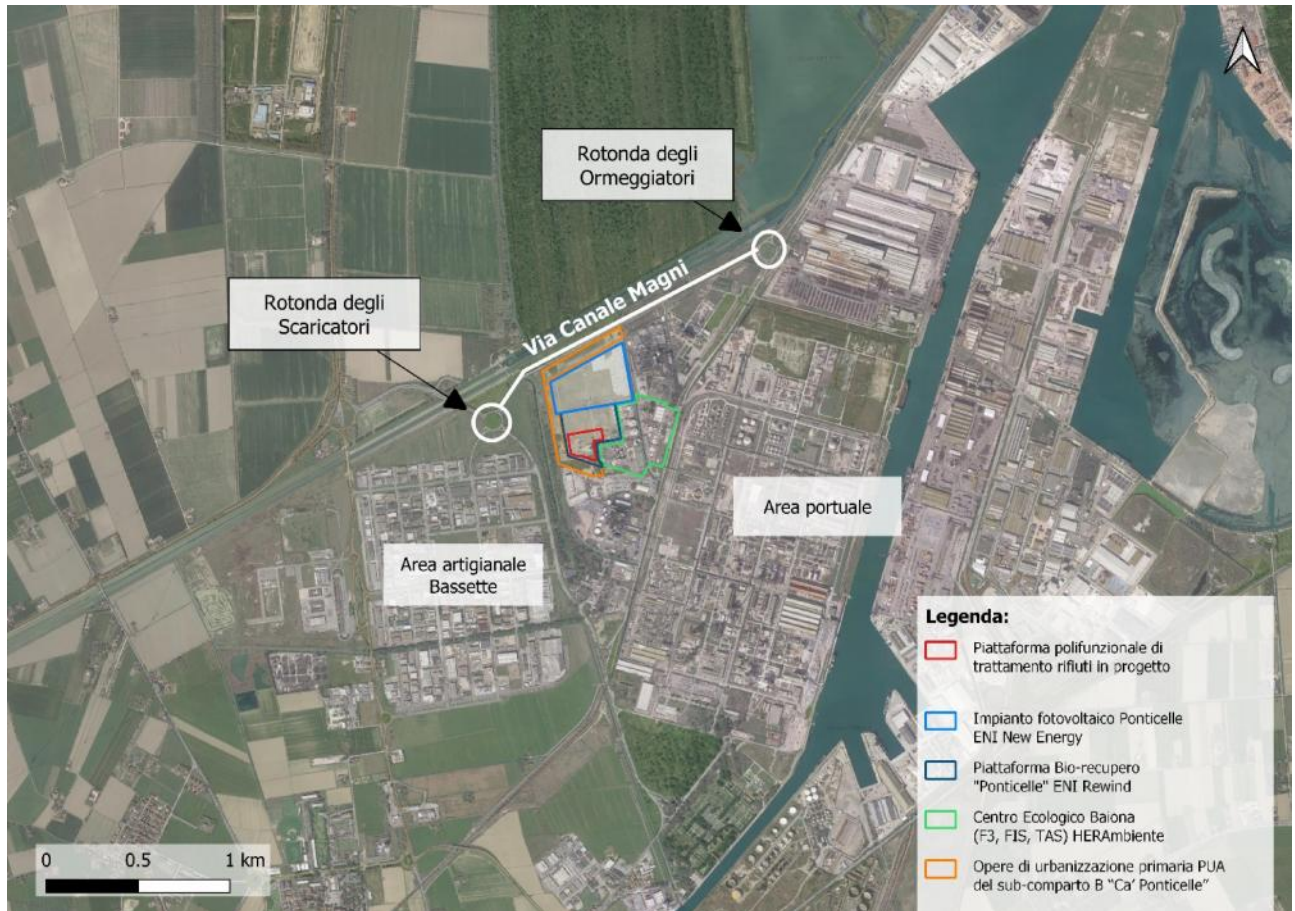 Rotonda degli
Ormeggiatori
Rotonda degli
Scaricatori
Via Canale Magni
Area portuale
Area artigianale
Bassette
Legenda:
Piattaforma polifunzionale di
trattamento rifiuti in progetto
Impianto fotovoltaico Ponticelle
ENI New Energy
Piattaforma Bio-recupero
"Ponticelle" ENI Rewind
Centro Ecologico Baiona
(F3, FIS, TAS) HERAmbiente
Opere di urbanizzazione primaria PUA
del sub-comparto B "Ca' Ponticelle"
0 0.5 1 km